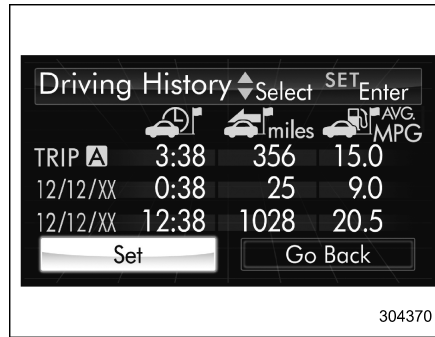 Driving History Select SET Enter
miles AVG. MPG
TRIP A 3:38 356 15.0
12/12/XX 0:38 25 9.0
12/12/XX 12:38 1028 20.5
Set Go Back
304370